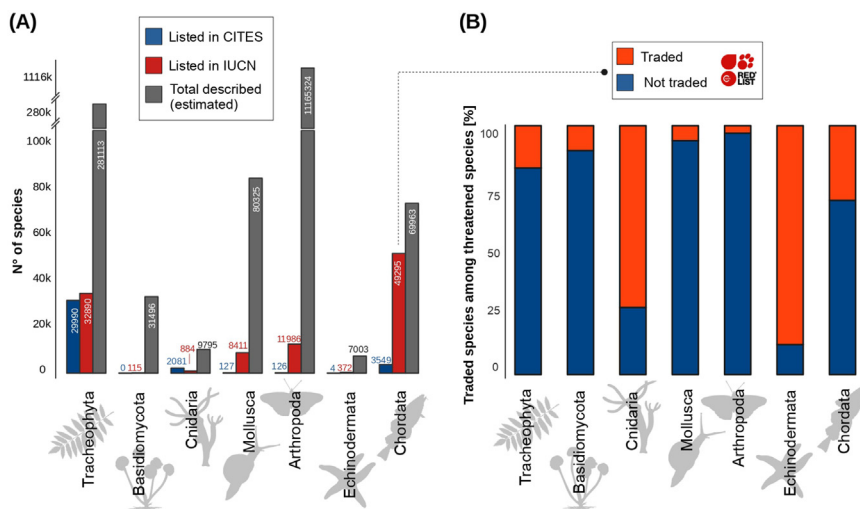 (A)
Listed in CITES
Listed in IUCN
Total described
(estimated)
N° of species
1116k
280k
100k
80k
60k
40k
20k
0
29990
32890
281113
0
115
31496
2081
884
9795
127
8411
80325
126
11986
11165324
4
372
7003
3549
49295
69963
Tracheophyta
Basidiomycota
Cnidaria
Mollusca
Arthropoda
Echinodermata
Chordata
(B)
Traded
Not traded
RED
LIST
Traded species among threatened species [%]
100
75
50
25
0
Tracheophyta
Basidiomycota
Cnidaria
Mollusca
Arthropoda
Echinodermata
Chordata